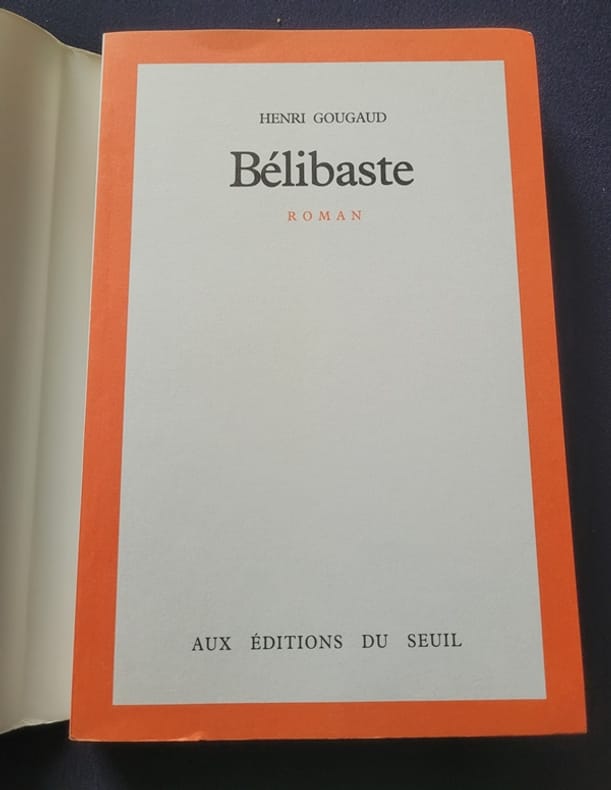 HENRI GOUGAUD
Bélibaste
ROMAN
AUX ÉDITIONS DU SEUIL